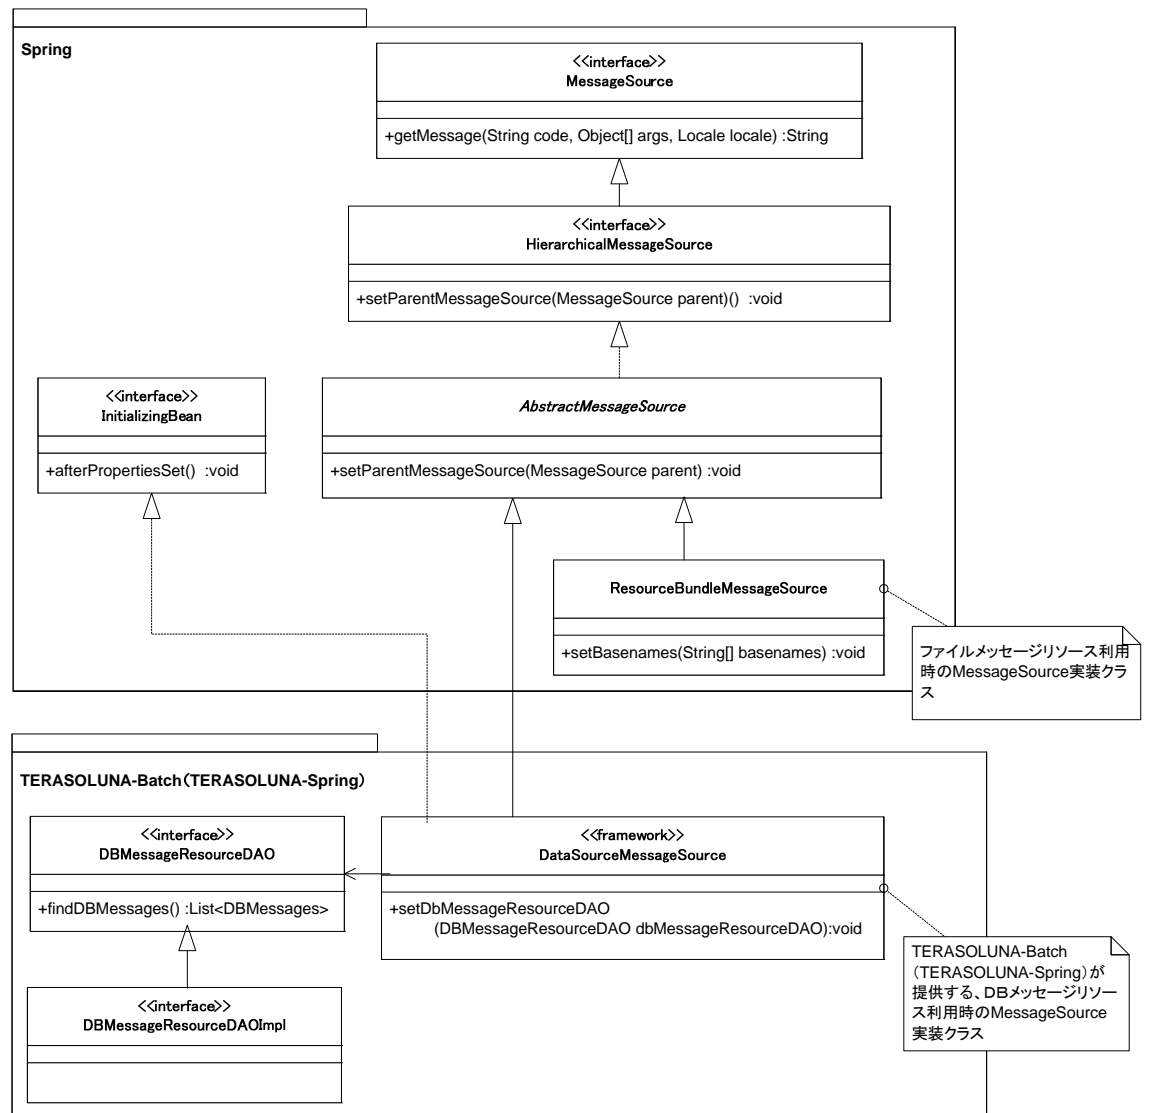 Spring
<<interface>>
MessageSource
+getMessage(String code, Object[] args, Locale locale) :String
<<interface>>
HierarchicalMessageSource
+setParentMessageSource(MessageSource parent)() :void
<<interface>>
InitializingBean
+afterPropertiesSet() :void
AbstractMessageSource
+setParentMessageSource(MessageSource parent) :void
ResourceBundleMessageSource
+setBasenames(String[] basenames) :void
ファイルメッセージリソース利用
時のMessageSource実装クラ
ス
TERASOLUNA-Batch(TERASOLUNA-Spring)
<<interface>>
DBMessageResourceDAO
+findDBMessages() :List<DBMessages>
<<framework>>
DataSourceMessageSource
+setDbMessageResourceDAO
(DBMessageResourceDAO dbMessageResourceDAO):void
<<interface>>
DBMessageResourceDAOImpl
TERASOLUNA-Batch
(TERASOLUNA-Spring)が
提供する、DBメッセージリソー
ス利用時のMessageSource
実装クラス